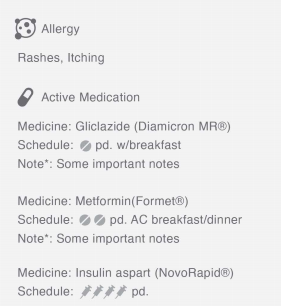 Allergy
Rashes, Itching
Active Medication
Medicine: Gliclazide (Diamicron MR®)
Schedule: pd. w/breakfast
Note*: Some important notes
Medicine: Metformin(Formet®)
Schedule: pd. AC breakfast/dinner
Note*: Some important notes
Medicine: Insulin aspart (NovoRapid®)
Schedule: pd.